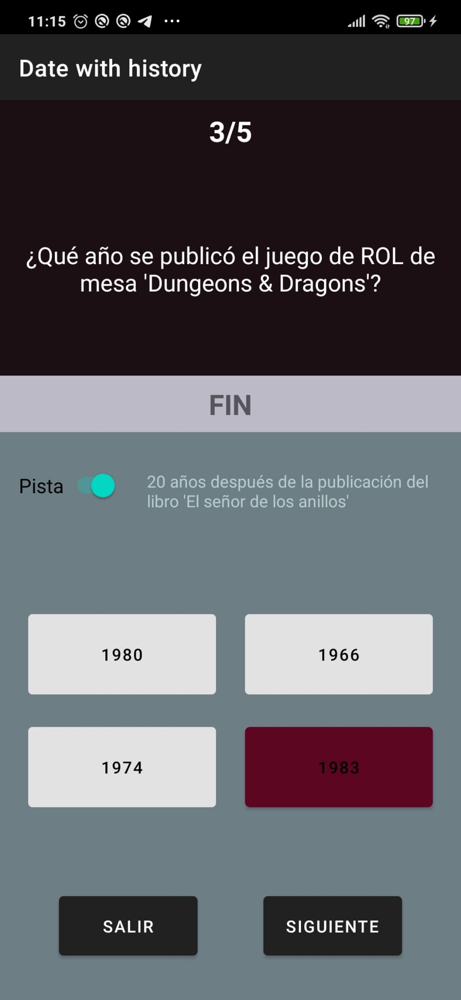 11:15
97
Date with history
3/5
¿Qué año se publicó el juego de ROL de
mesa 'Dungeons & Dragons'?
FIN
Pista
20 años después de la publicación del
libro 'El señor de los anillos'
1980
1966
1974
1983
SALIR
SIGUIENTE